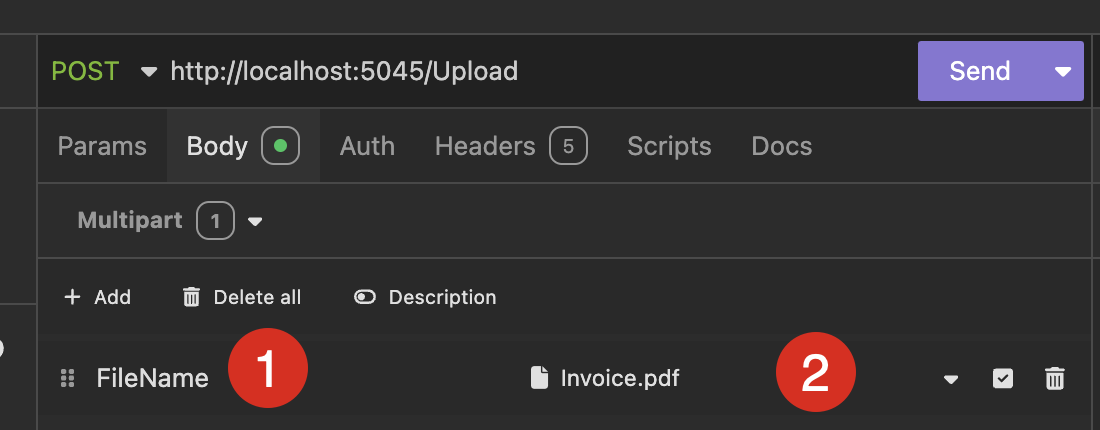 POST http://localhost:5045/Upload Send
Params Body Auth Headers 5 Scripts Docs
Multipart 1
+ Add Delete all Description
FileName 1 Invoice.pdf 2